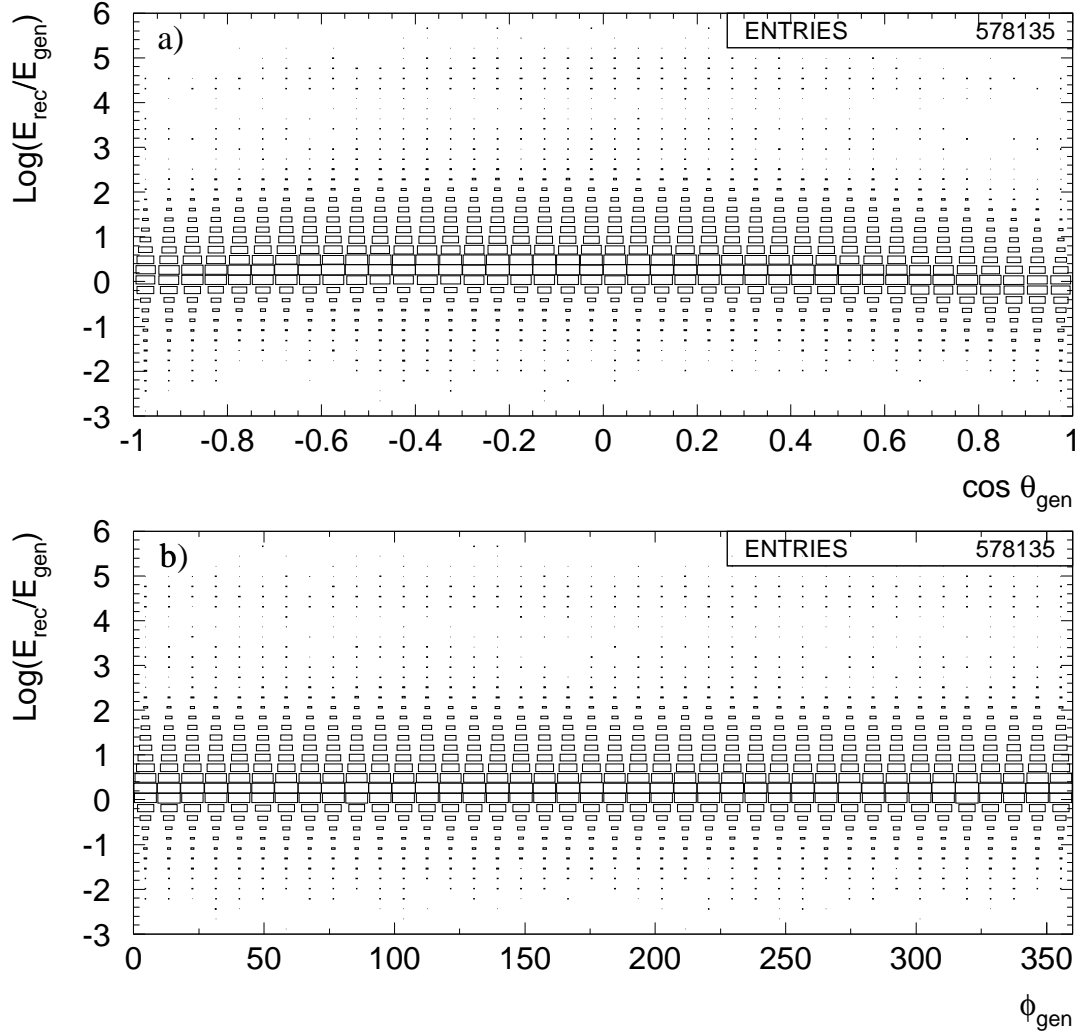 a)
ENTRIES 578135
Log(E_rec/E_gen)
6
5
4
3
2
1
0
-1
-2
-3
-1 -0.8 -0.6 -0.4 -0.2 0 0.2 0.4 0.6 0.8 1
cos θ_gen
b)
ENTRIES 578135
Log(E_rec/E_gen)
6
5
4
3
2
1
0
-1
-2
-3
0 50 100 150 200 250 300 350
ϕ_gen